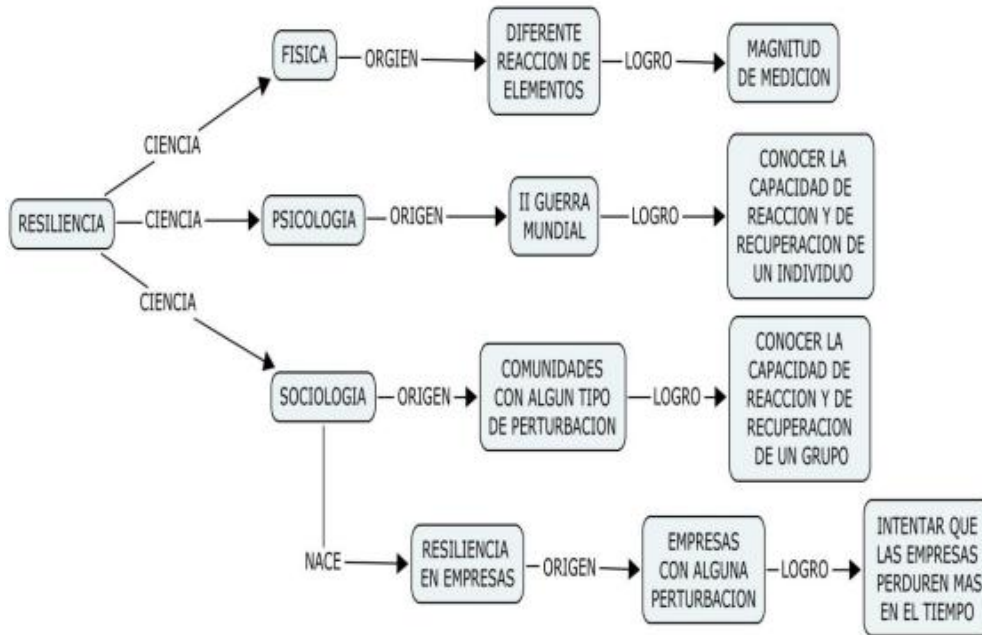 FISICA
ORGIEN
DIFERENTE
REACCION DE
ELEMENTOS
LOGRO
MAGNITUD
DE MEDICION
CIENCIA
RESILIENCIA
CIENCIA
PSICOLOGIA
ORIGEN
II GUERRA
MUNDIAL
LOGRO
CONOCER LA
CAPACIDAD DE
REACCION Y DE
RECUPERACION DE
UN INDIVIDUO
CIENCIA
SOCIOLOGIA
ORIGEN
COMUNIDADES
CON ALGUN TIPO
DE PERTURBACION
LOGRO
CONOCER LA
CAPACIDAD DE
REACCION Y DE
RECUPERACION
DE UN GRUPO
NACE
RESILIENCIA
EN EMPRESAS
ORIGEN
EMPRESAS
CON ALGUNA
PERTURBACION
LOGRO
INTENTAR QUE
LAS EMPRESAS
PERDUREN MAS
EN EL TIEMPO